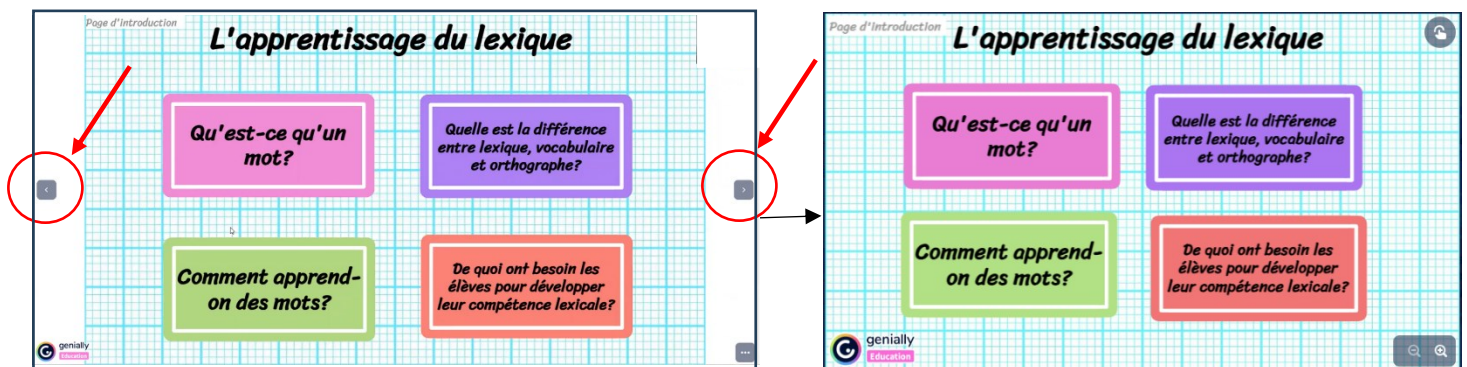 Page d'introduction
L'apprentissage du lexique
Qu'est-ce qu'un
mot?
Quelle est la différence
entre lexique, vocabulaire
et orthographe?
Comment apprend-
on des mots?
De quoi ont besoin les
élèves pour développer
leur compétence lexicale?
genially
Education
Page d'introduction
L'apprentissage du lexique
Qu'est-ce qu'un
mot?
Quelle est la différence
entre lexique, vocabulaire
et orthographe?
Comment apprend-
on des mots?
De quoi ont besoin les
élèves pour développer
leur compétence lexicale?
genially
Education